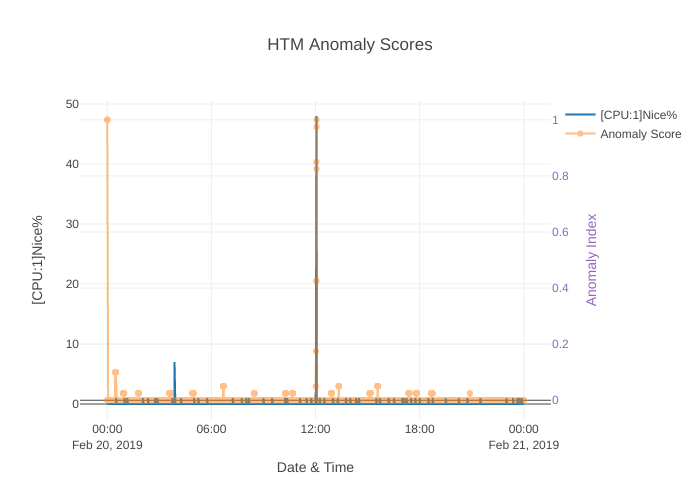 HTM Anomaly Scores
50
40
30
20
10
0
[CPU:1]Nice%
1
0.8
0.6
0.4
0.2
0
Anomaly Index
[CPU:1]Nice%
Anomaly Score
00:00
Feb 20, 2019
06:00
12:00
18:00
00:00
Feb 21, 2019
Date & Time